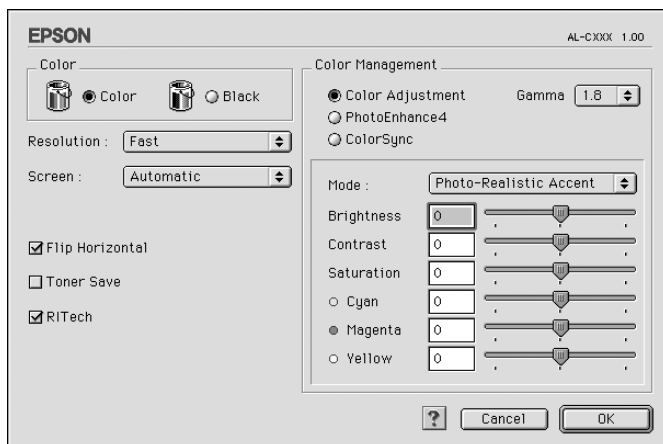 EPSON
AL-CXXX 1.00
Color
Color
Black
Resolution :
Fast
Screen :
Automatic
Flip Horizontal
Toner Save
RITech
Color Management
Color Adjustment
Gamma
1.8
PhotoEnhance4
ColorSync
Mode :
Photo-Realistic Accent
Brightness
0
Contrast
0
Saturation
0
Cyan
0
Magenta
0
Yellow
0
?
Cancel
OK